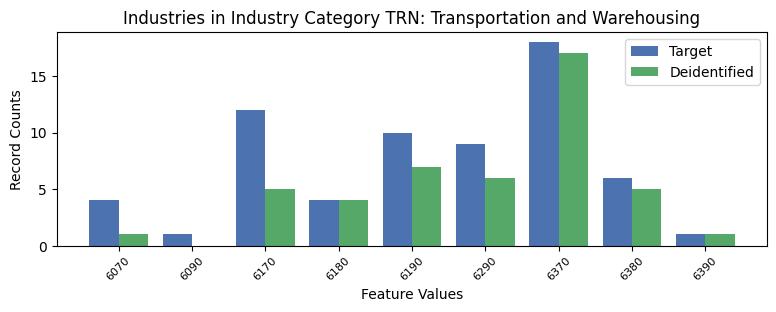 Industries in Industry Category TRN: Transportation and Warehousing
Target
Deidentified
Record Counts
15
10
5
0
6070 6090 6170 6180 6190 6290 6370 6380 6390
Feature Values